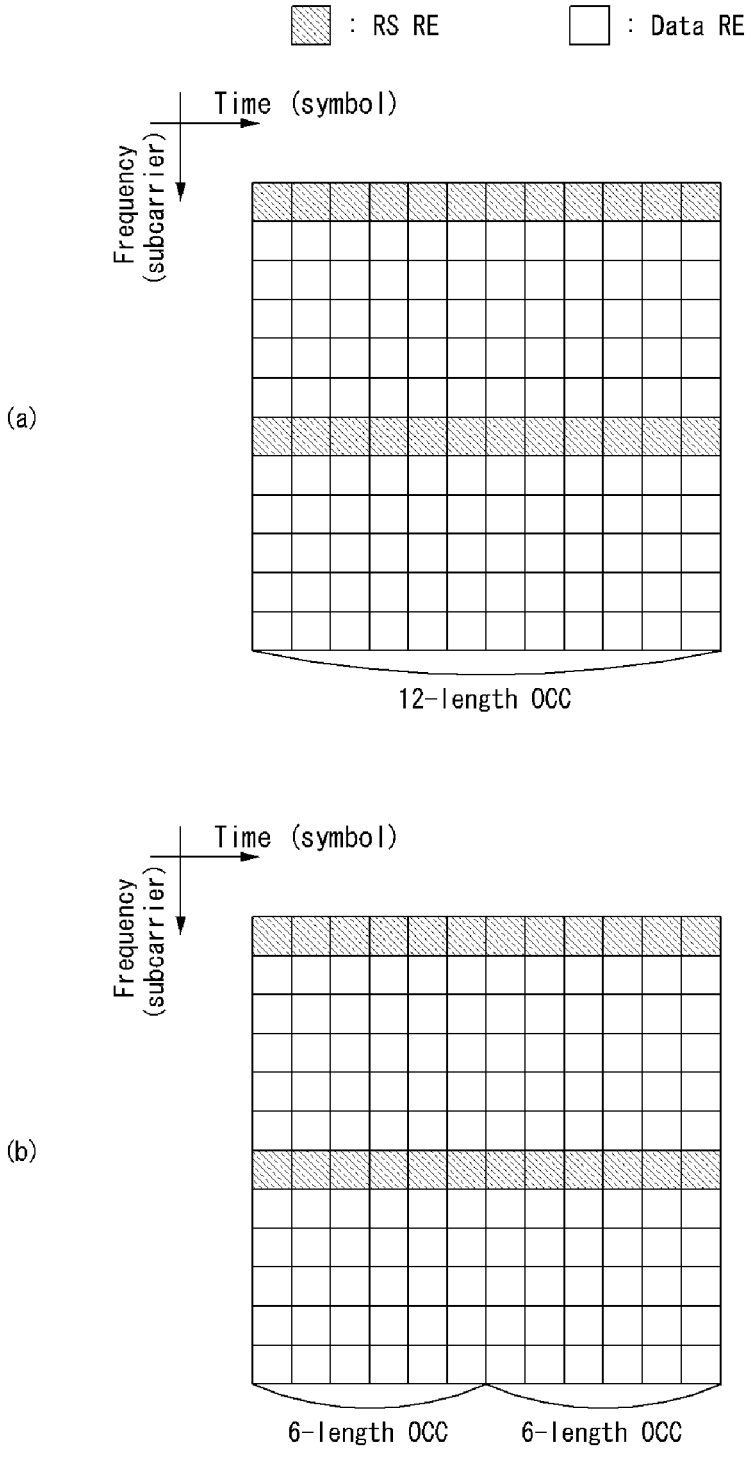 : RS RE
: Data RE
Time (symbol)
Frequency
(subcarrier)
(a)
12-length OCC
Time (symbol)
Frequency
(subcarrier)
(b)
6-length OCC
6-length OCC